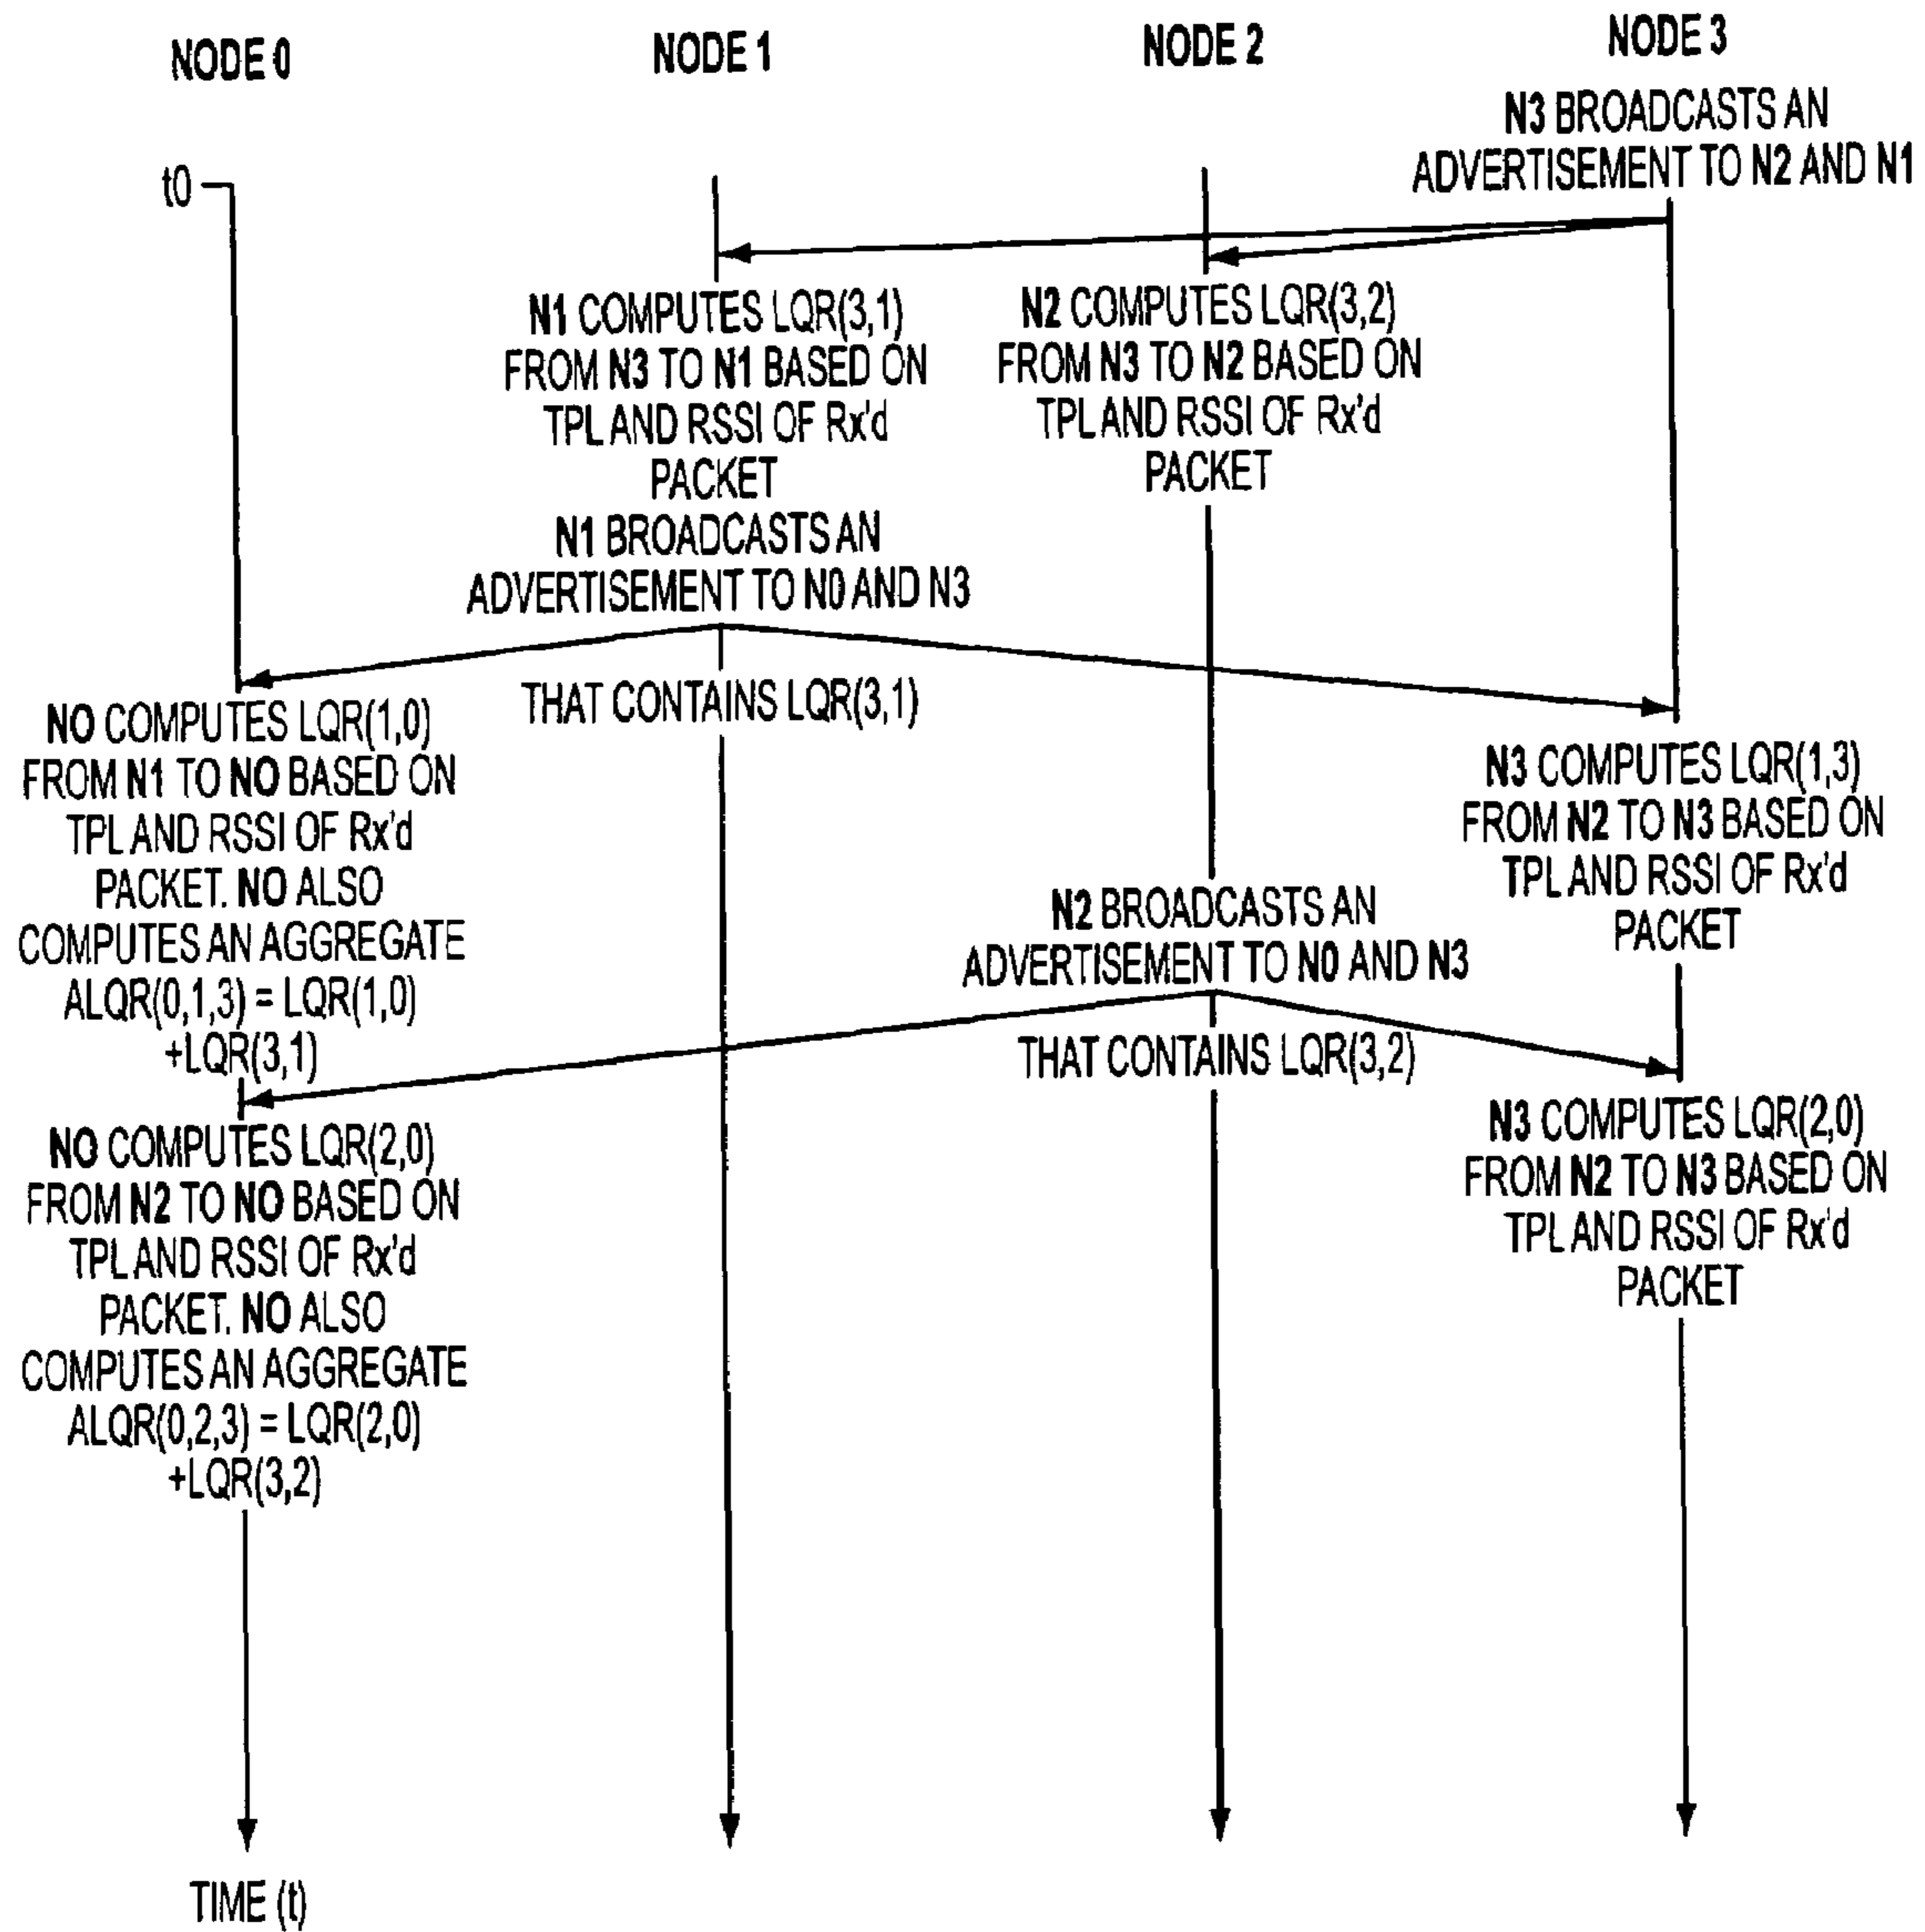 NODE 0
NODE 1
NODE 2
NODE 3
N3 BROADCASTS AN
ADVERTISEMENT TO N2 AND N1
t0
N1 COMPUTES LQR(3,1)
FROM N3 TO N1 BASED ON
TPL AND RSSI OF Rx'd
PACKET
N2 COMPUTES LQR(3,2)
FROM N3 TO N2 BASED ON
TPL AND RSSI OF Rx'd
PACKET
N1 BROADCASTS AN
ADVERTISEMENT TO N0 AND N3
THAT CONTAINS LQR(3,1)
NO COMPUTES LQR(1,0)
FROM N1 TO NO BASED ON
TPL AND RSSI OF Rx'd
PACKET. NO ALSO
COMPUTES AN AGGREGATE
ALQR(0,1,3) = LQR(1,0)
+LQR(3,1)
N3 COMPUTES LQR(1,3)
FROM N2 TO N3 BASED ON
TPL AND RSSI OF Rx'd
PACKET
N2 BROADCASTS AN
ADVERTISEMENT TO N0 AND N3
THAT CONTAINS LQR(3,2)
NO COMPUTES LQR(2,0)
FROM N2 TO NO BASED ON
TPL AND RSSI OF Rx'd
PACKET. NO ALSO
COMPUTES AN AGGREGATE
ALQR(0,2,3) = LQR(2,0)
+LQR(3,2)
N3 COMPUTES LQR(2,0)
FROM N2 TO N3 BASED ON
TPL AND RSSI OF Rx'd
PACKET
TIME (t)